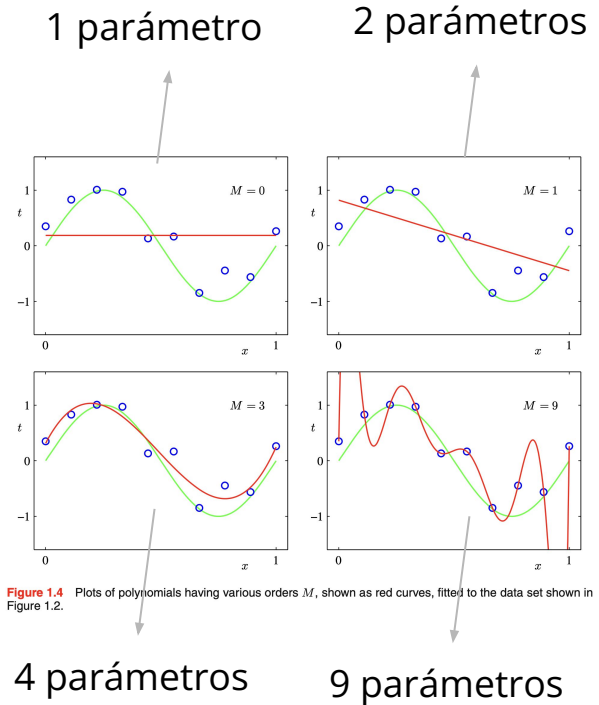 1 parámetro
2 parámetros
M = 0
1
t
0
−1
0
x
1
M = 1
1
t
0
−1
0
x
1
M = 3
1
t
0
−1
0
x
1
M = 9
1
t
0
−1
0
x
1
Figure 1.4 Plots of polynomials having various orders M, shown as red curves, fitted to the data set shown in
Figure 1.2.
4 parámetros
9 parámetros